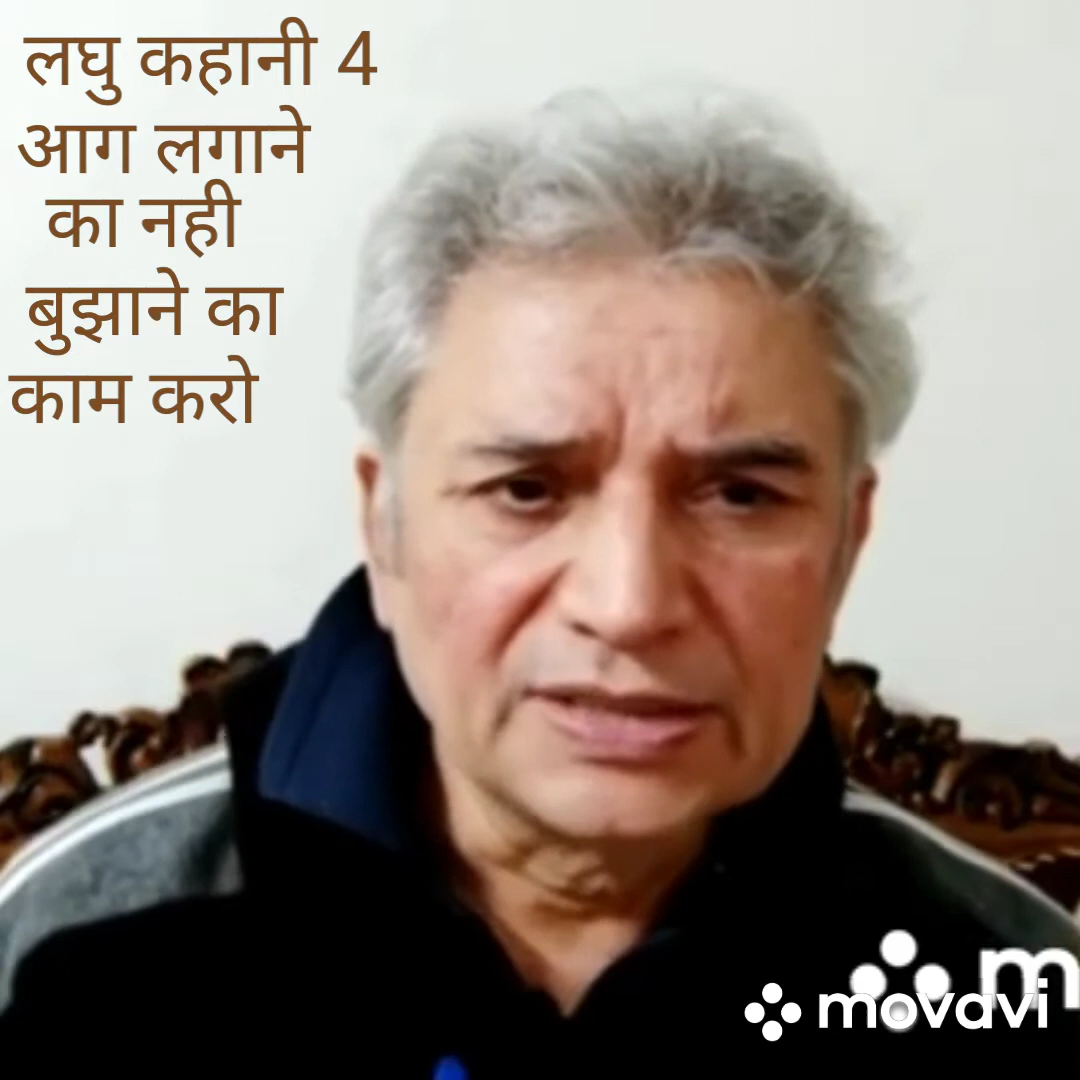 लघु कहानी 4
आग लगाने
का नही
बुझाने का
काम करो
m
movavi